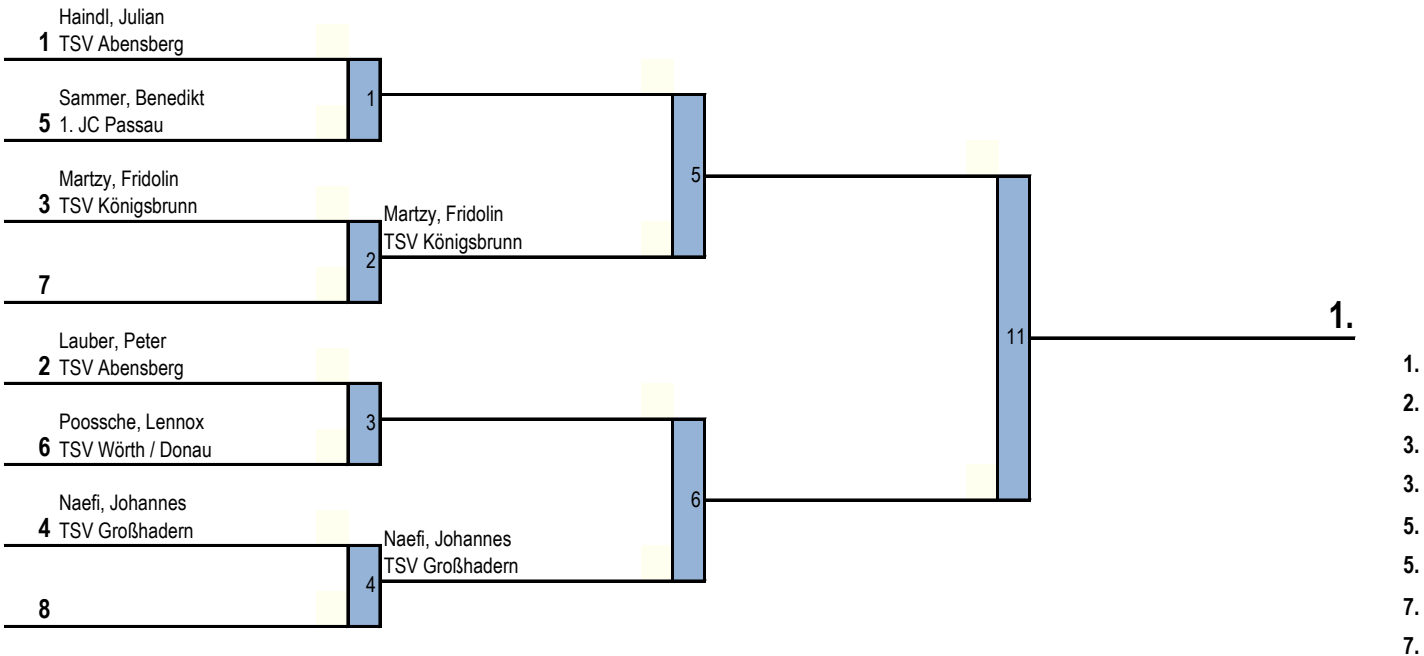 Haindl, Julian
1 TSV Abensberg
Sammer, Benedikt
5 1. JC Passau
1
Martzy, Fridolin
3 TSV Königsbrunn
7
2
Martzy, Fridolin
TSV Königsbrunn
5
Lauber, Peter
2 TSV Abensberg
Poossche, Lennox
6 TSV Wörth / Donau
3
Naefi, Johannes
4 TSV Großhadern
8
4
Naefi, Johannes
TSV Großhadern
6
11
1.
1.
2.
3.
3.
5.
5.
7.
7.